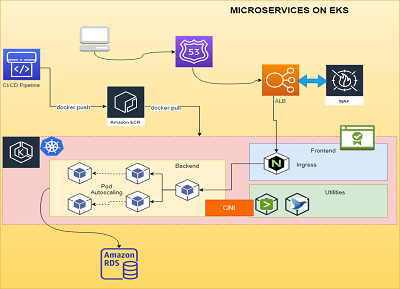 MICROSERVICES ON EKS
53
CI/CD Pipeline
docker push
Amazon ECR
docker pull
ALB
WAF
Frontend
Ingress
N
Backend
Pod
Autoscaling
Utilities
CNI
Amazon
RDS